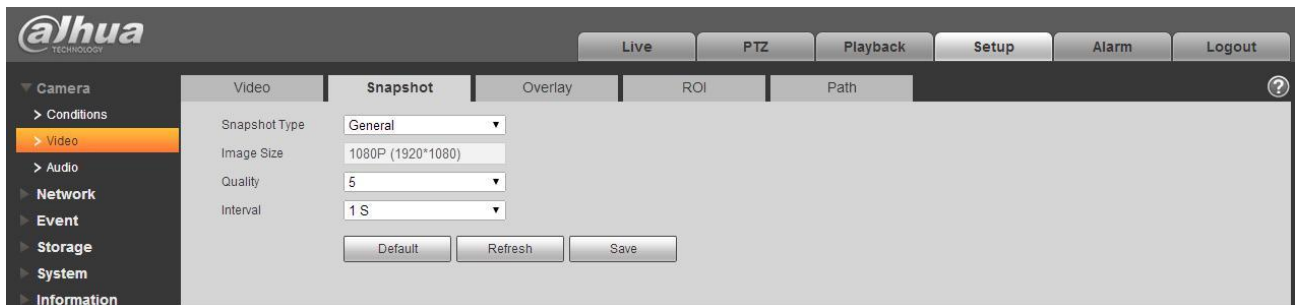 alhua
TECHNOLOGY
Live PTZ Playback Setup Alarm Logout
Camera
> Conditions
> Video
> Audio
Network
Event
Storage
System
Information
Video Snapshot Overlay ROI Path ?
Snapshot Type General
Image Size 1080P (1920*1080)
Quality 5
Interval 1 S
Default Refresh Save